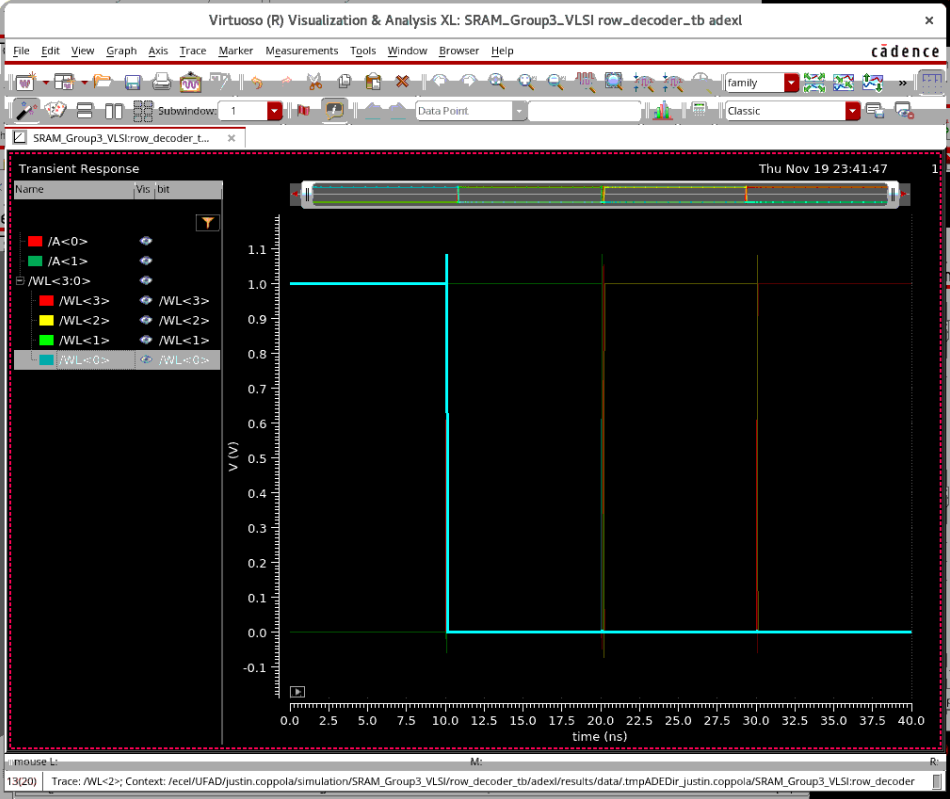 Virtuoso (R) Visualization & Analysis XL: SRAM_Group3_VLSI row_decoder_tb adexl
File Edit View Graph Axis Trace Marker Measurements Tools Window Browser Help
cādence
family
Subwindow: 1
Data Point
Classic
SRAM_Group3_VLSI:row_decoder_t...
Transient Response
Thu Nov 19 23:41:47
1
Name Vis bit
/A<0>
/A<1>
/WL<3:0>
/WL<3> /WL<3>
/WL<2> /WL<2>
/WL<1> /WL<1>
/WL<0> /WL<0>
1.1
1.0
0.9
0.8
0.7
0.6
0.5
0.4
0.3
0.2
0.1
0.0
-0.1
V (V)
0.0 2.5 5.0 7.5 10.0 12.5 15.0 17.5 20.0 22.5 25.0 27.5 30.0 32.5 35.0 37.5 40.0
time (ns)
mouse L: M: R:
13(20) Trace: /WL<2>; Context: /ecel/UFAD/justin.coppola/simulation/SRAM_Group3_VLSI/row_decoder_tb/adexl/results/data/.tmpADEDir_justin.coppola/SRAM_Group3_VLSI:row_decoder